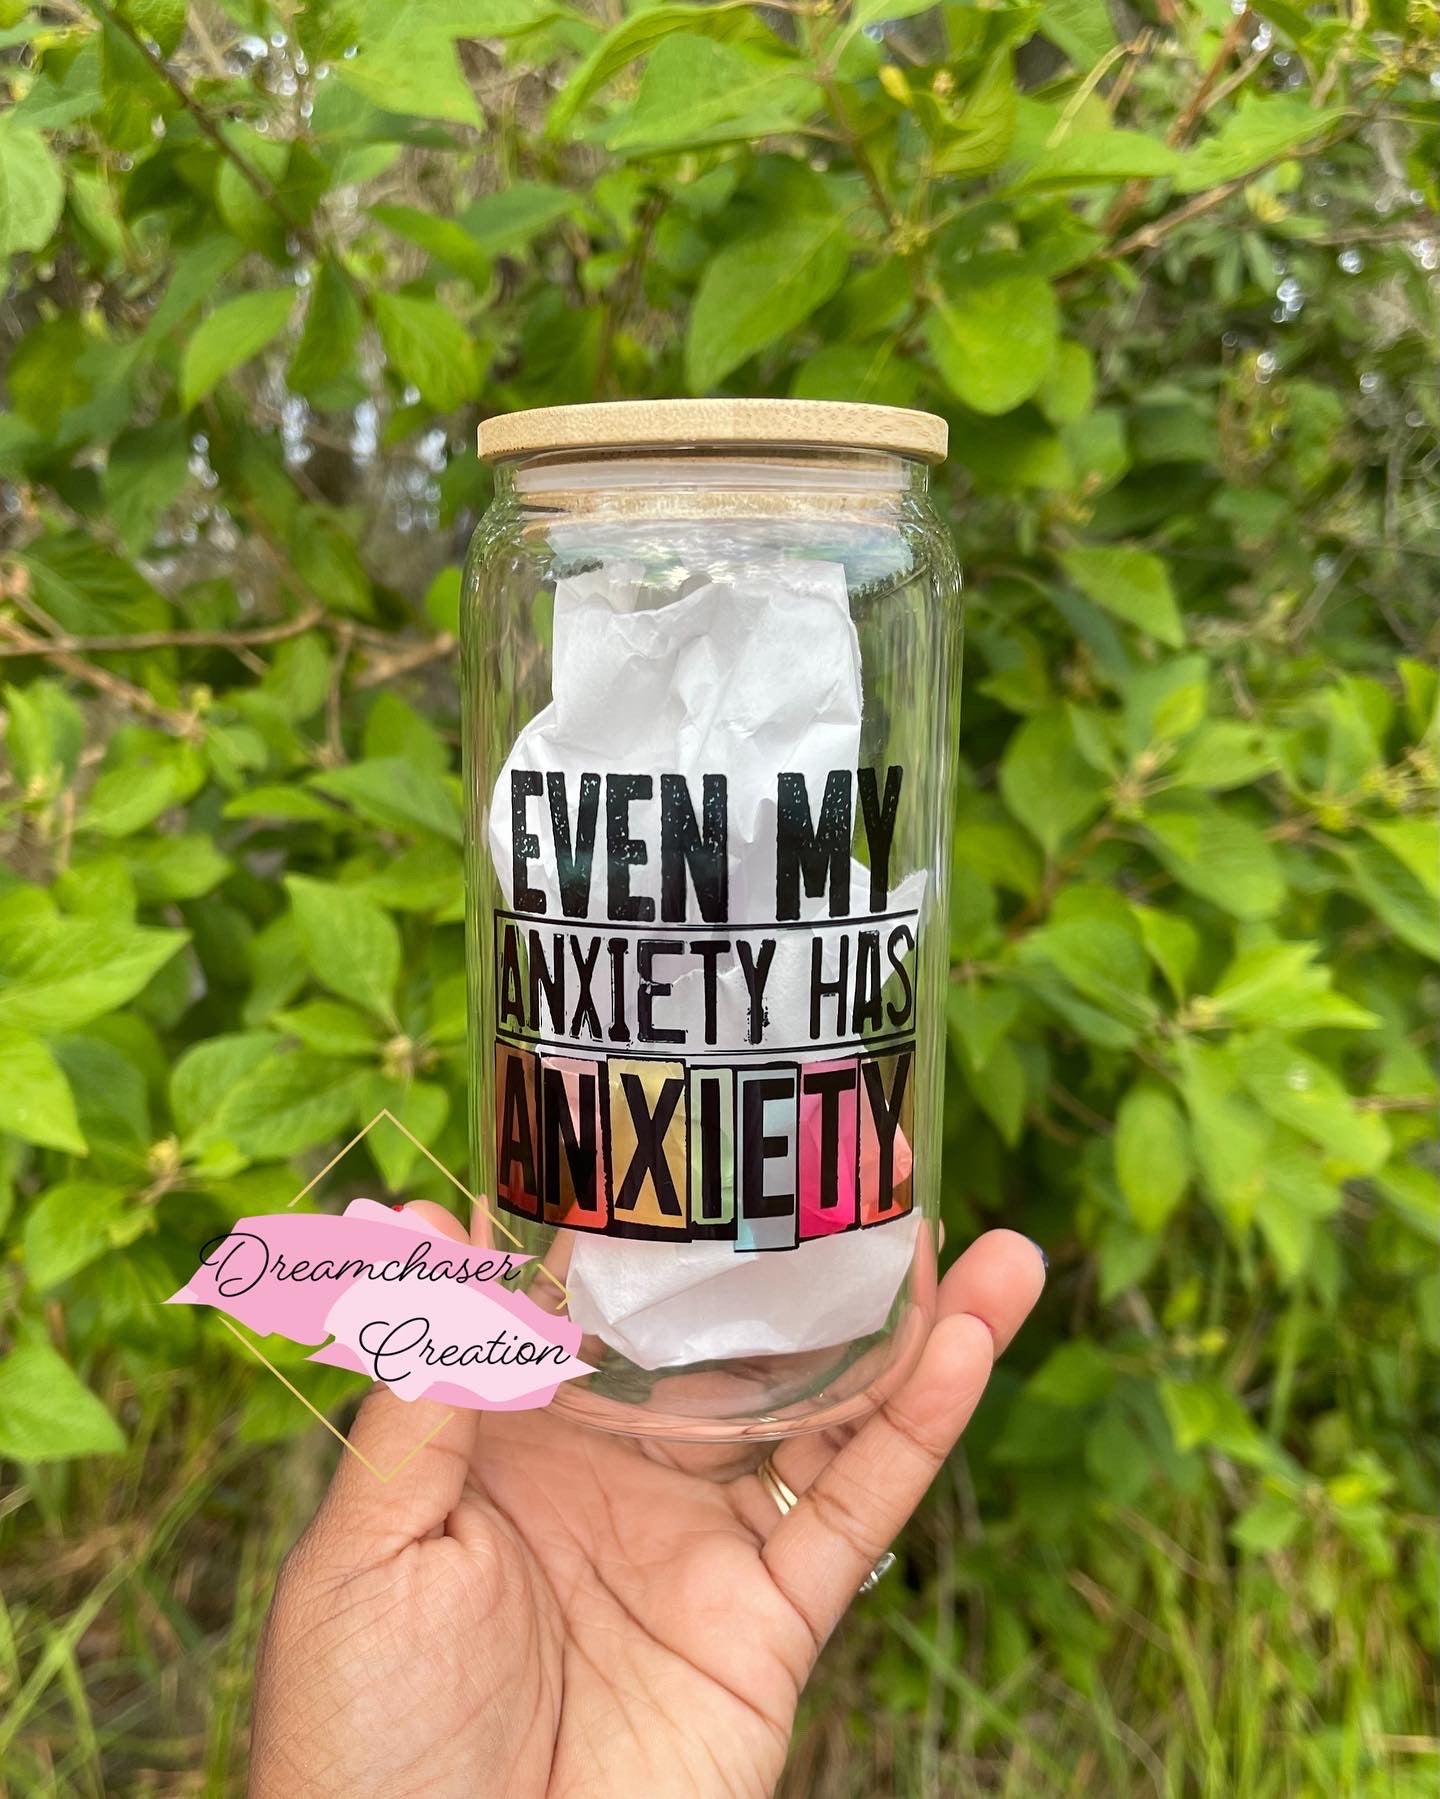 EVEN MY
ANXIETY HAS
ANXIETY
Dreamchaser
Creation